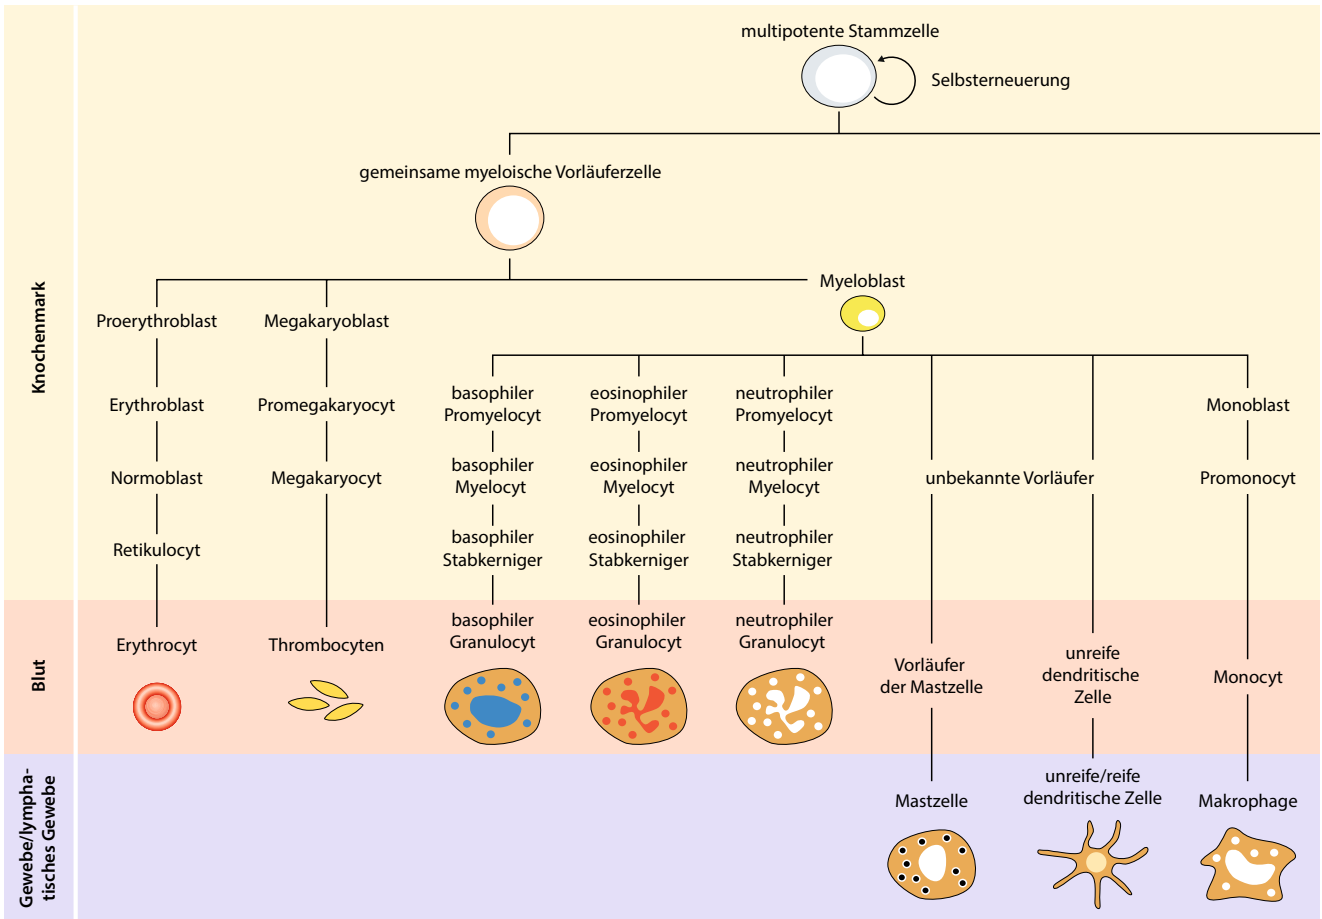 multipotente Stammzelle
Selbsterneuerung
gemeinsame myeloische Vorläuferzelle
Knochenmark
Myeloblast
Proerythroblast
Megakaryoblast
Erythroblast
Promegakaryocyt
basophiler
Promyelocyt
eosinophiler
Promyelocyt
neutrophiler
Promyelocyt
Monoblast
Normoblast
Megakaryocyt
basophiler
Myelocyt
eosinophiler
Myelocyt
neutrophiler
Myelocyt
unbekannte Vorläufer
Promonocyt
Retikulocyt
basophiler
Stabkerniger
eosinophiler
Stabkerniger
neutrophiler
Stabkerniger
Blut
Erythrocyt
Thrombocyten
basophiler
Granulocyt
eosinophiler
Granulocyt
neutrophiler
Granulocyt
Vorläufer
der Mastzelle
unreife
dendritische
Zelle
Monocyt
Gewebe/lympha-
tisches Gewebe
Mastzelle
unreife/reife
dendritische Zelle
Makrophage